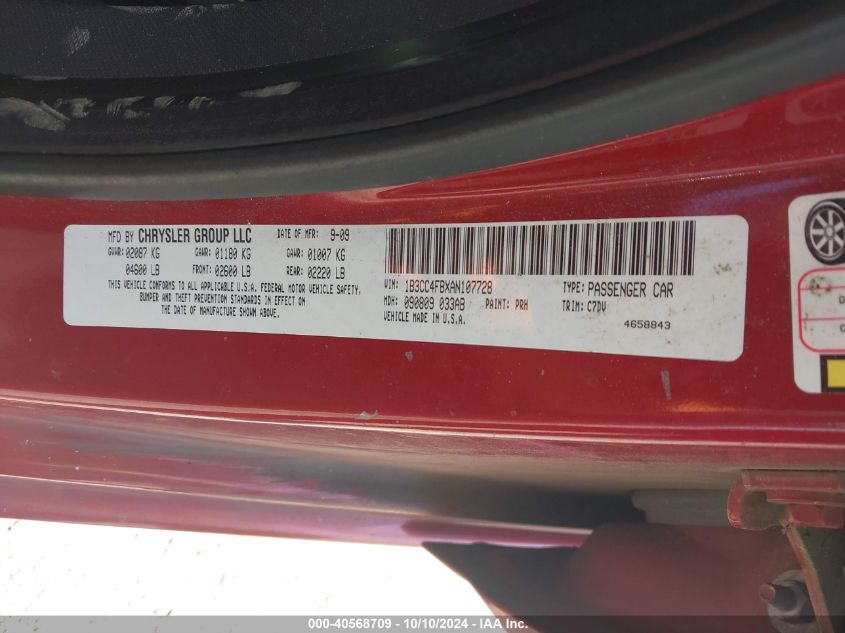 MFD BY CHRYSLER GROUP LLC DATE OF MFR: 9-09
GVWR: 02087 KG GAWR: 01180 KG GAWR: 01007 KG
04600 LB FRONT: 02600 LB REAR: 02220 LB
THIS VEHICLE CONFORMS TO ALL APPLICABLE U.S.A. FEDERAL MOTOR VEHICLE SAFETY,
BUMPER AND THEFT PREVENTION STANDARDS IN EFFECT ON
THE DATE OF MANUFACTURE SHOWN ABOVE.
VIN: 1B3CC4FBXAN107728 TYPE: PASSENGER CAR
MDH: 090809 033AB PAINT: PRH TRIM: C7DV
VEHICLE MADE IN U.S.A. 4658843
000-40568709 - 10/10/2024 - IAA Inc.